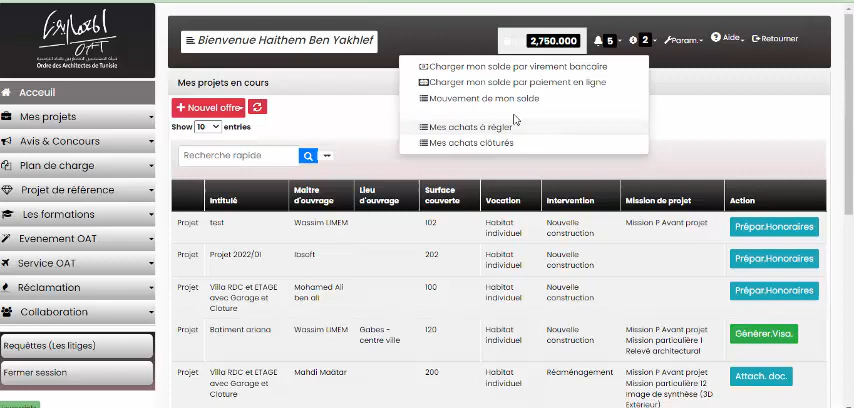 OAT
Ordre des Architectes de Tunisie
Bienvenue Haithem Ben Yakhlef
2,750.000
5
2
Param.
Aide
Retourner
Charger mon solde par virement bancaire
Charger mon solde par paiement en ligne
Mouvement de mon solde
Mes achats à règler
Mes achats clôturés
Accueil
Mes projets
Avis & Concours
Plan de charge
Projet de référence
Les formations
Evenement OAT
Service OAT
Réclamation
Collaboration
Requêttes (Les litiges)
Fermer session
Mes projets en cours
Nouvel offre
Show 10 entries
Recherche rapide
Intitulé Maître d'ouvrage Lieu d'ouvrage Surface couverte Vocation Intervention Mission de projet Action
Projet test Wassim LIMEM 102 Habitat individuel Nouvelle construction Mission P Avant projet Prépar.Honoraires
Projet Projet 2022/01 Ibsoft 202 Habitat individuel Nouvelle construction Prépar.Honoraires
Projet Villa RDC et ETAGE avec Garage et Cloture Mohamed Ali ben ali 100 Habitat individuel Nouvelle construction Prépar.Honoraires
Projet Batiment ariana Wassim LIMEM Gabes - centre ville 120 Habitat individuel Nouvelle construction Mission P Avant projet Mission particulière 1 Relevé architectural Générer.Visa.
Projet Villa RDC et ETAGE avec Garage et Cloture Mahdi Maätar 200 Habitat individuel Réaménagement Mission P Avant projet Mission particulière 12 Image de synthèse (3D Extérieur) Attach. doc.